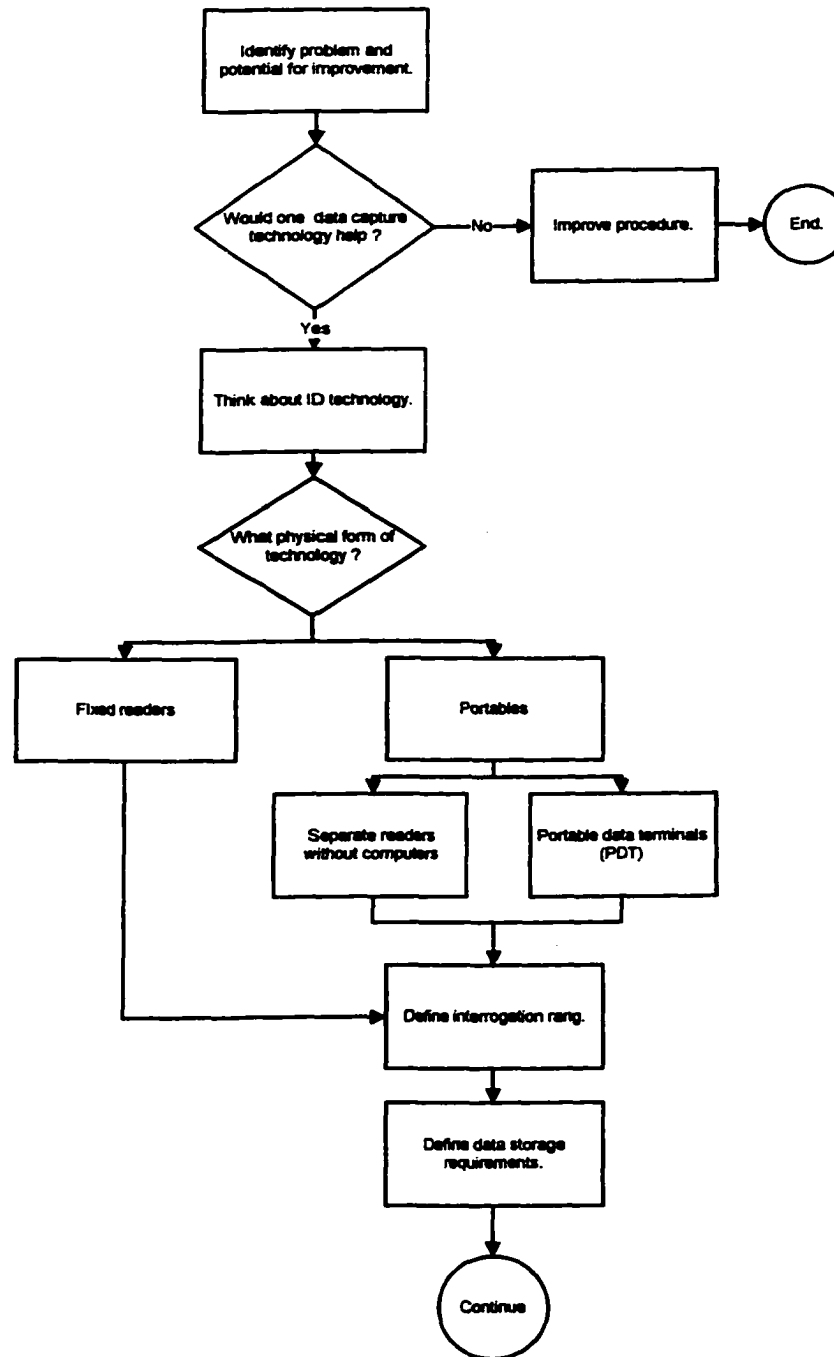 Identify problem and
potential for improvement.
Would one data capture
technology help ?
No
Improve procedure.
End.
Yes
Think about ID technology.
What physical form of
technology ?
Fixed readers
Portables
Separate readers
without computers
Portable data terminals
(PDT)
Define interrogation rang.
Define data storage
requirements.
Continue